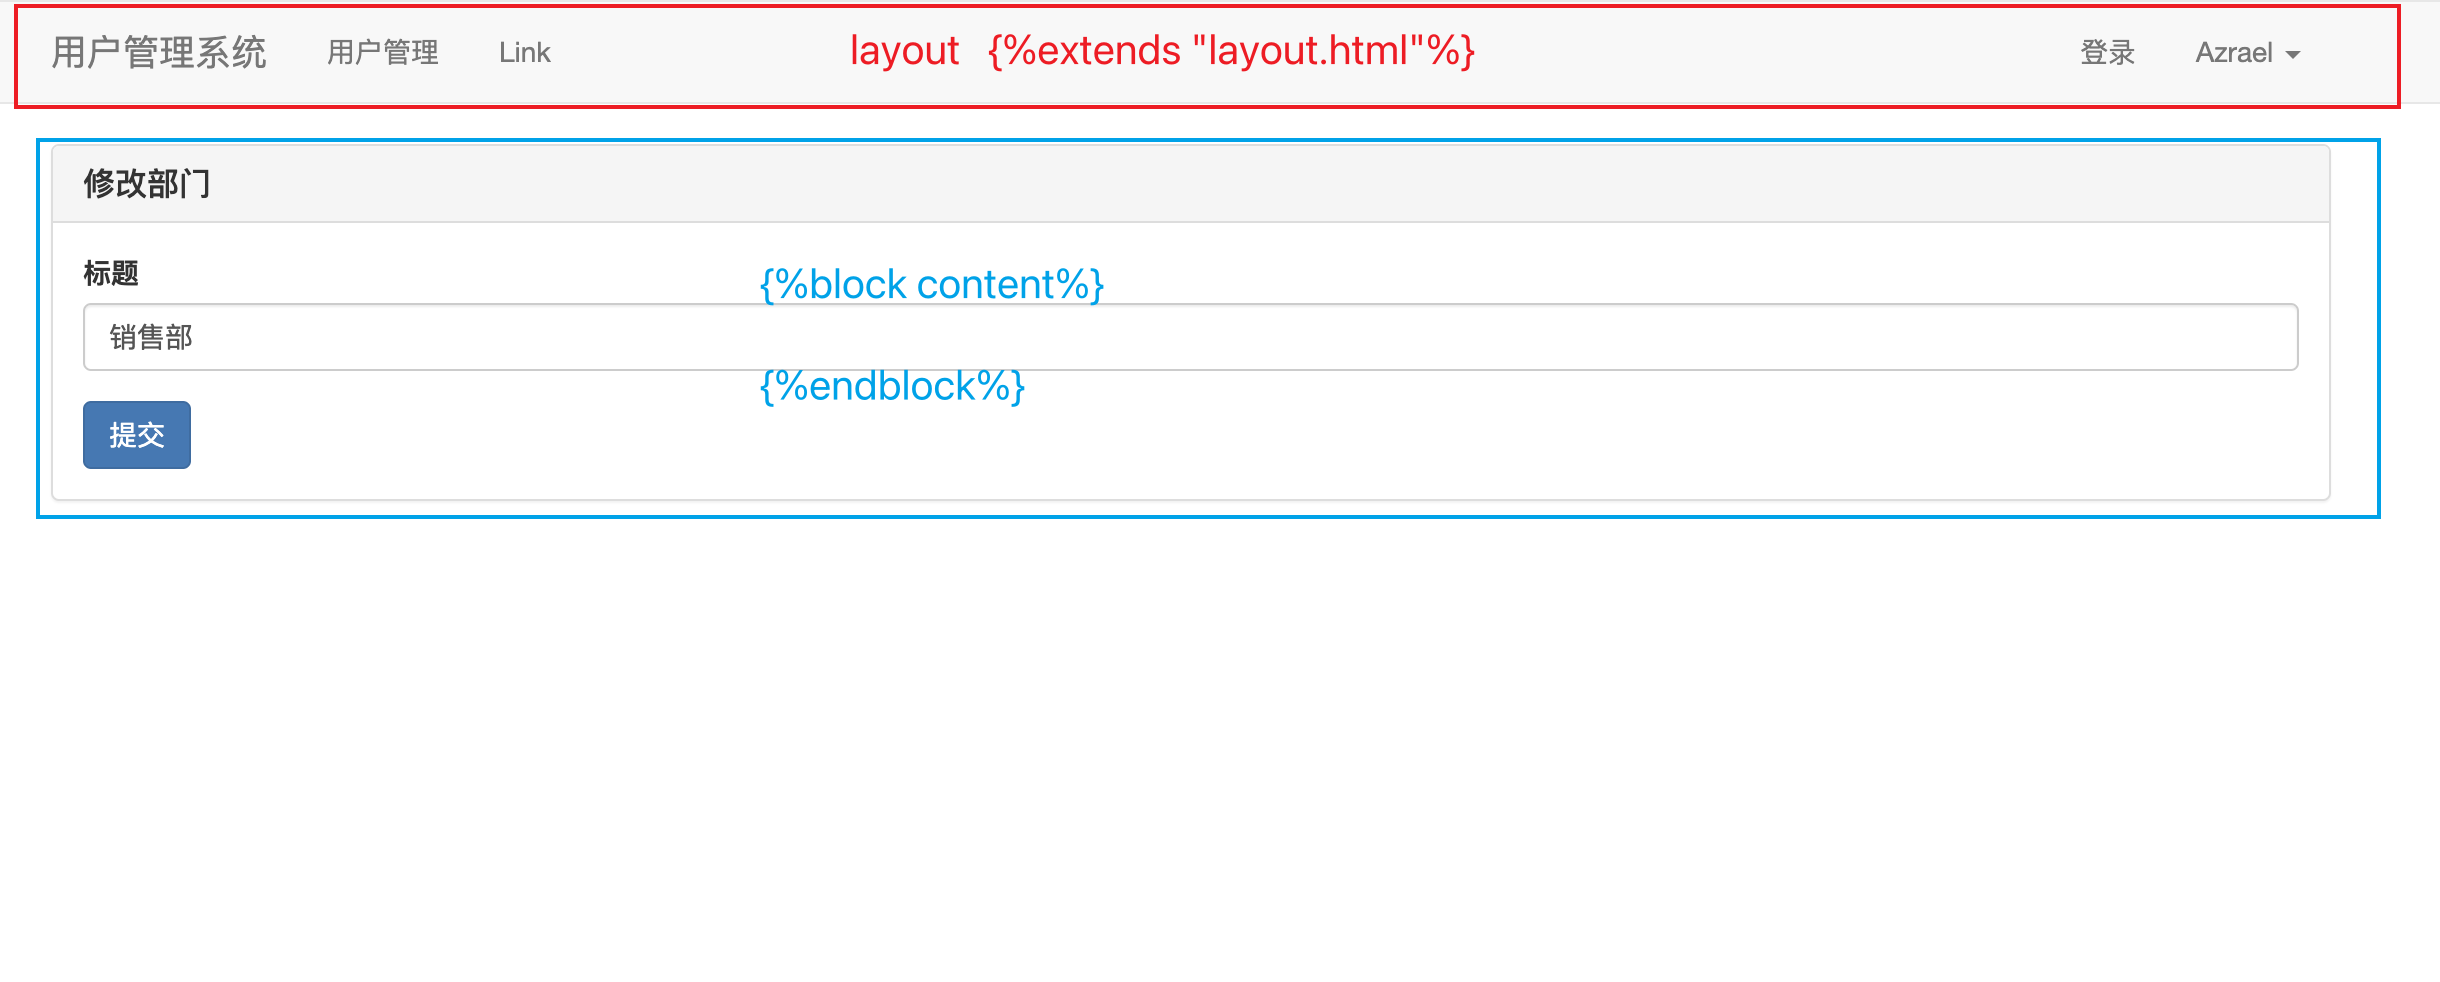 用户管理系统 用户管理 Link layout {%extends "layout.html"%} 登录 Azrael
修改部门
标题
{%block content%}
销售部
{%endblock%}
提交